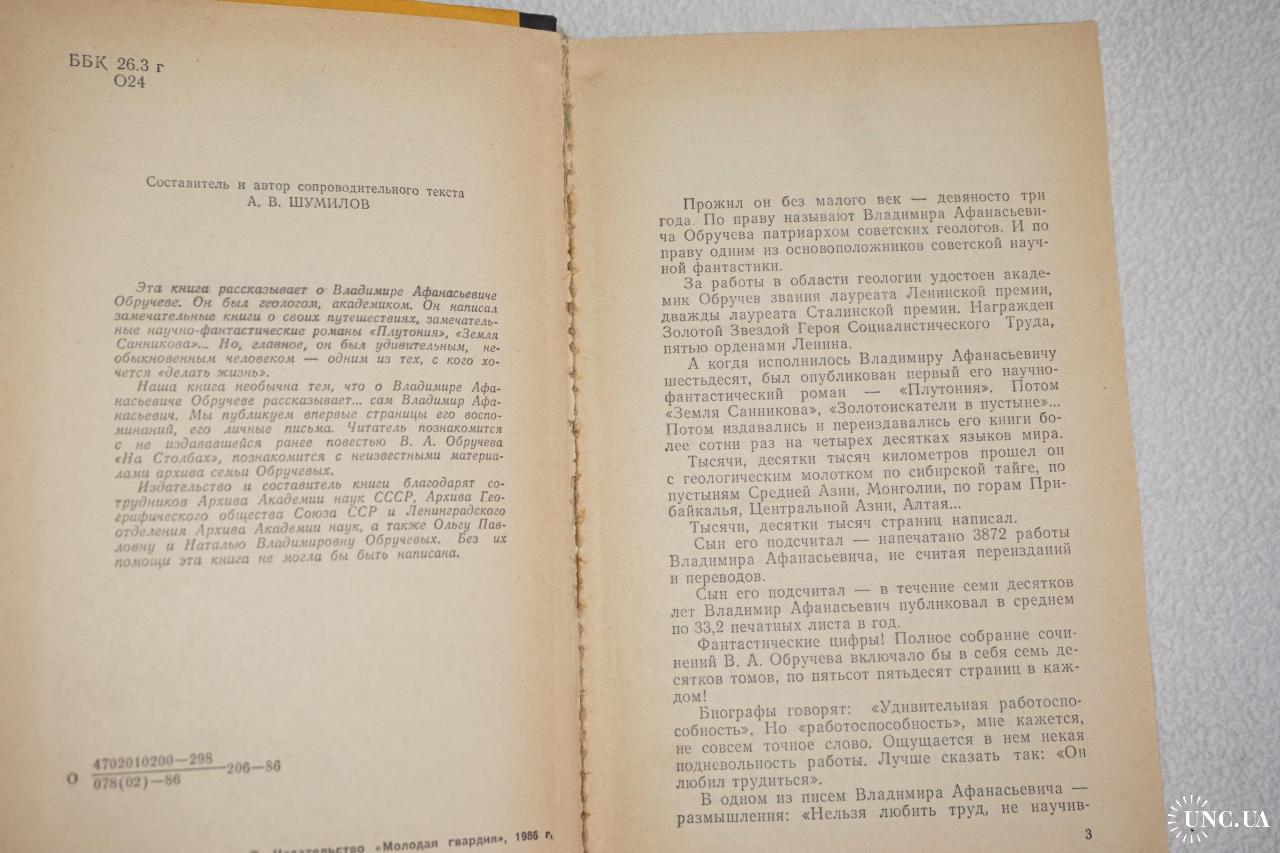 ББК 26.3 г
О24
Составитель и автор сопроводительного текста
А. В. ШУМИЛОВ
Эта книга рассказывает о Владимире Афанасьевиче
Обручеве. Он был геологом, академиком. Он написал
замечательные книги о своих путешествиях, замечатель-
ные научно-фантастические романы «Плутония», «Земля
Санникова»... Но, главное, он был удивительным, не-
обыкновенным человеком — одним из тех, с кого хо-
чется «делать жизнь».
Наша книга необычна тем, что о Владимире Афа-
насьевиче Обручеве рассказывает... сам Владимир Афа-
насьевич. Мы публикуем впервые страницы его воспо-
минаний, его личные письма. Читатель познакомится
с не издававшейся ранее повестью В. А. Обручева
«На Столбах», познакомится с неизвестными материа-
лами архива семьи Обручевых.
Издательство и составитель книги благодарят со-
трудников Архива Академии наук СССР, Архива Гео-
графического общества Союза ССР и Ленинградского
отделения Архива Академии наук, а также Ольгу Пав-
ловну и Наталью Владимировну Обручевых. Без их
помощи эта книга не могла бы быть написана.
О 4702010200—298
078(02)—86 206—86
Издательство «Молодая гвардия», 1986 г.
Прожил он без малого век — девяносто три
года. По праву называют Владимира Афанасьеви-
ча Обручева патриархом советских геологов. И по
праву одним из основоположников советской науч-
ной фантастики.
За работы в области геологии удостоен акаде-
мик Обручев звания лауреата Ленинской премии,
дважды лауреата Сталинской премии. Награжден
Золотой Звездой Героя Социалистического Труда,
пятью орденами Ленина.
А когда исполнилось Владимиру Афанасьевичу
шестьдесят, был опубликован первый его научно-
фантастический роман — «Плутония». Потом
«Земля Санникова», «Золотоискатели в пустыне»...
Потом издавались и переиздавались его книги бо-
лее сотни раз на четырех десятках языков мира.
Тысячи, десятки тысяч километров прошел он
с геологическим молотком по сибирской тайге, по
пустыням Средней Азии, Монголии, по горам При-
байкалья, Центральной Азии, Алтая...
Тысячи, десятки тысяч страниц написал.
Сын его подсчитал — напечатано 3872 работы
Владимира Афанасьевича, не считая переизданий
и переводов.
Сын его подсчитал — в течение семи десятков
лет Владимир Афанасьевич публиковал в среднем
по 33,2 печатных листа в год.
Фантастические цифры! Полное собрание сочи-
нений В. А. Обручева включало бы в себя семь де-
сятков томов, по пятьсот пятьдесят страниц в каж-
дом!
Биографы говорят: «Удивительная работоспо-
собность». Но «работоспособность», мне кажется,
не совсем точное слово. Ощущается в нем некая
подневольность работы. Лучше сказать так: «Он
любил трудиться».
В одном из писем Владимира Афанасьевича —
размышления: «Нельзя любить труд, не научив-
3
UNC.UA